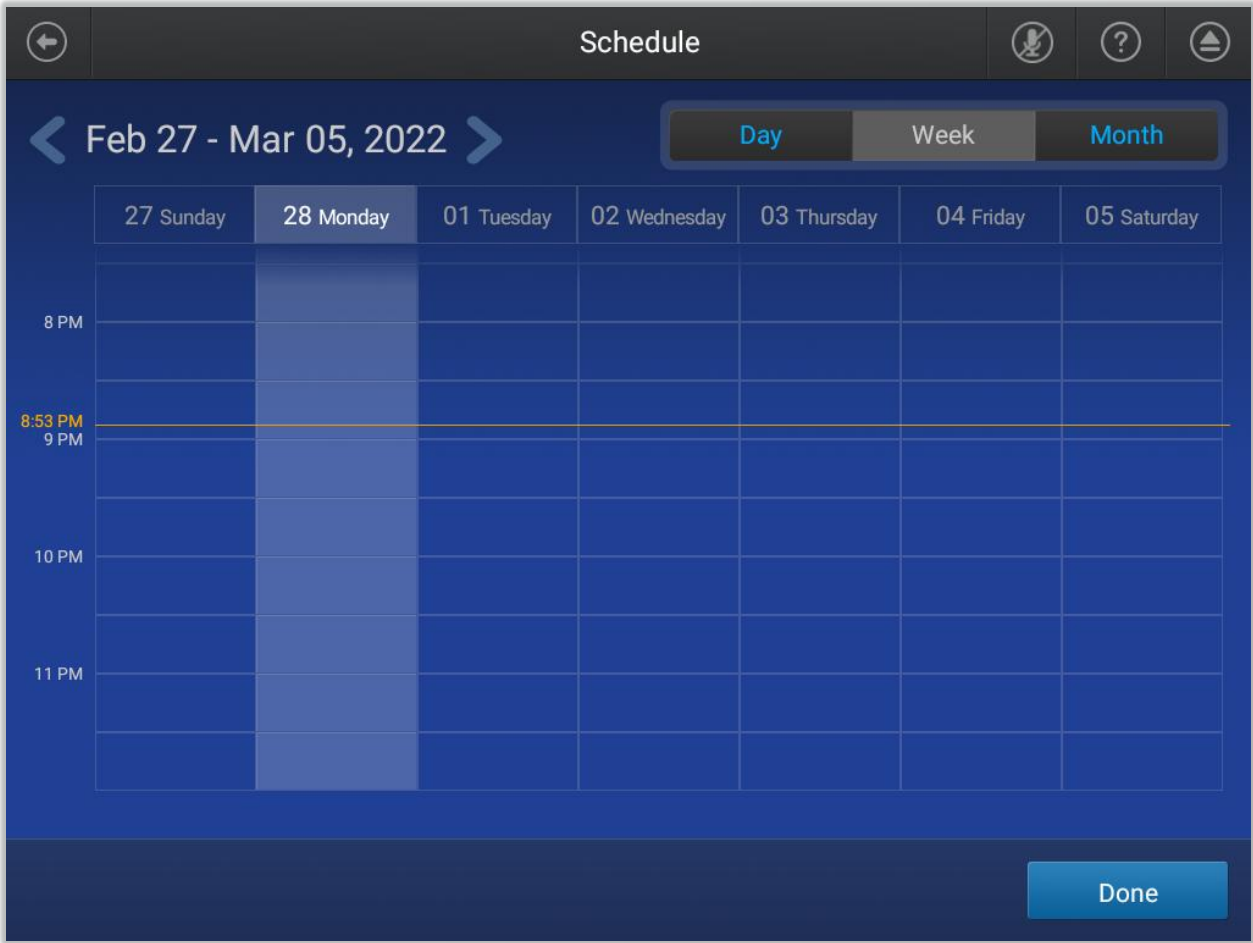 Schedule
?
Feb 27 - Mar 05, 2022
Day Week Month
27 Sunday 28 Monday 01 Tuesday 02 Wednesday 03 Thursday 04 Friday 05 Saturday
8 PM
8:53 PM
9 PM
10 PM
11 PM
Done